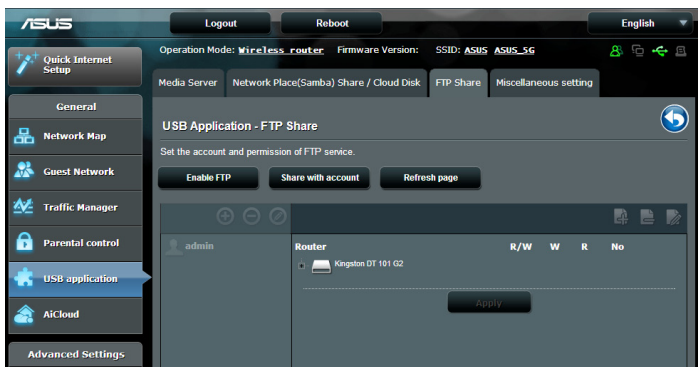 ASUS
Logout Reboot English
Quick Internet
Setup
Operation Mode: Wireless router Firmware Version: SSID: ASUS ASUS_5G
Media Server Network Place(Samba) Share / Cloud Disk FTP Share Miscellaneous setting
General
Network Map
Guest Network
Traffic Manager
Parental control
USB application
AiCloud
Advanced Settings
USB Application - FTP Share
Set the account and permission of FTP service.
Enable FTP Share with account Refresh page
admin
Router R/W W R No
Kingston DT 101 G2
Apply